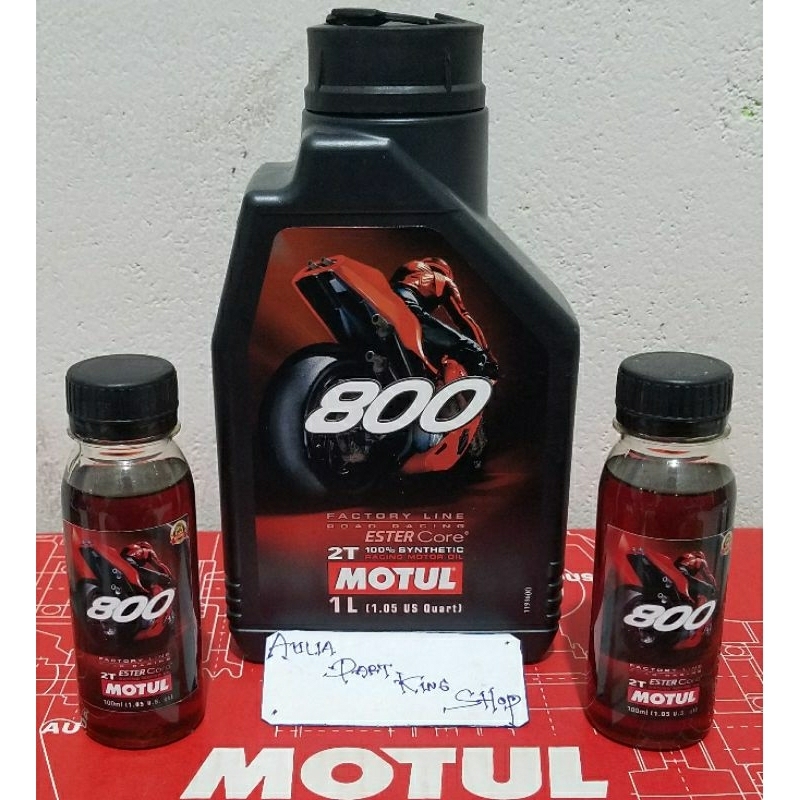 800
FACTORY LINE
ROAD RACING
ESTER Core®
2T 100% SYNTHETIC
RACING MOTOR OIL
MOTUL
1L (1.05 US Quart)
AULIA
PART
KING
SHOP
800
FACTORY LINE
2T ESTER Core
MOTUL
800
FACTORY LINE
2T ESTER Core
MOTUL
MOTUL